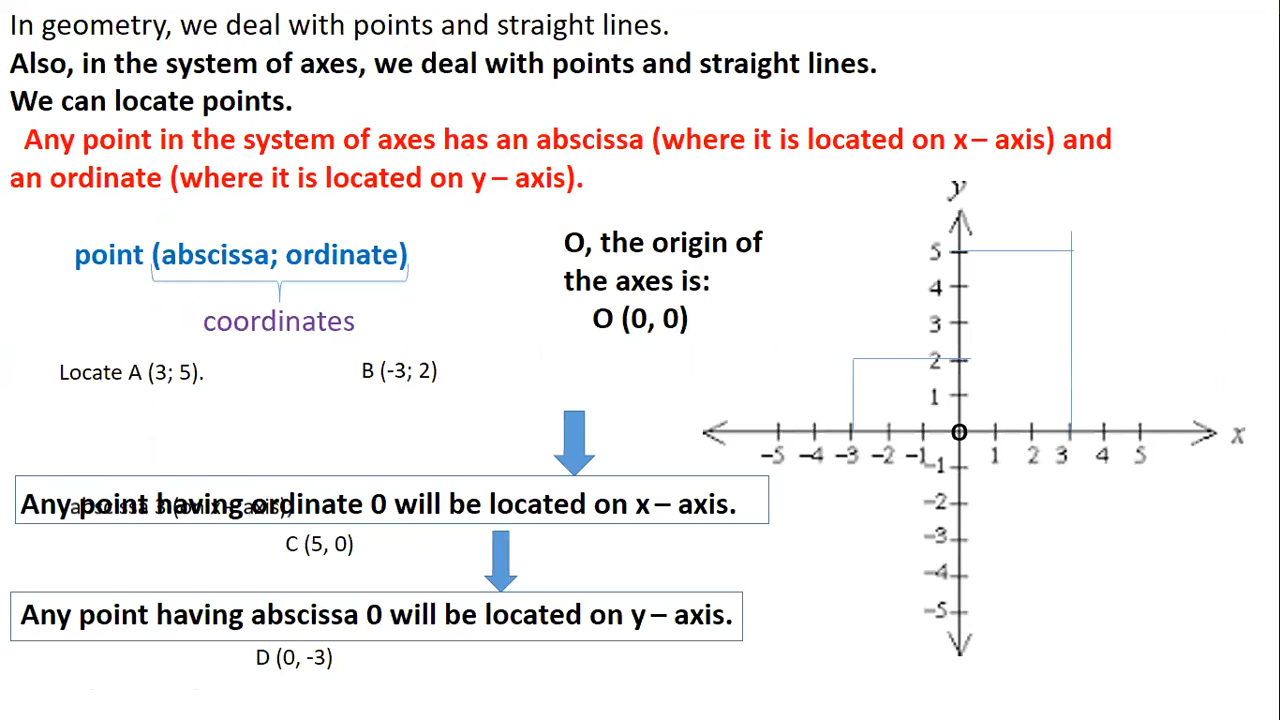 In geometry, we deal with points and straight lines.
Also, in the system of axes, we deal with points and straight lines.
We can locate points.
Any point in the system of axes has an abscissa (where it is located on x – axis) and
an ordinate (where it is located on y – axis).
point (abscissa; ordinate)
coordinates
O, the origin of
the axes is:
O (0, 0)
Locate A (3; 5).
B (-3; 2)
Any point having ordinate 0 will be located on x – axis.
abscissa 3 (on x – axis),
C (5, 0)
Any point having abscissa 0 will be located on y – axis.
D (0, -3)
y
5
4
3
2
1
O
x
–5 –4 –3 –2 –1 1 2 3 4 5
–1
–2
–3
–4
–5